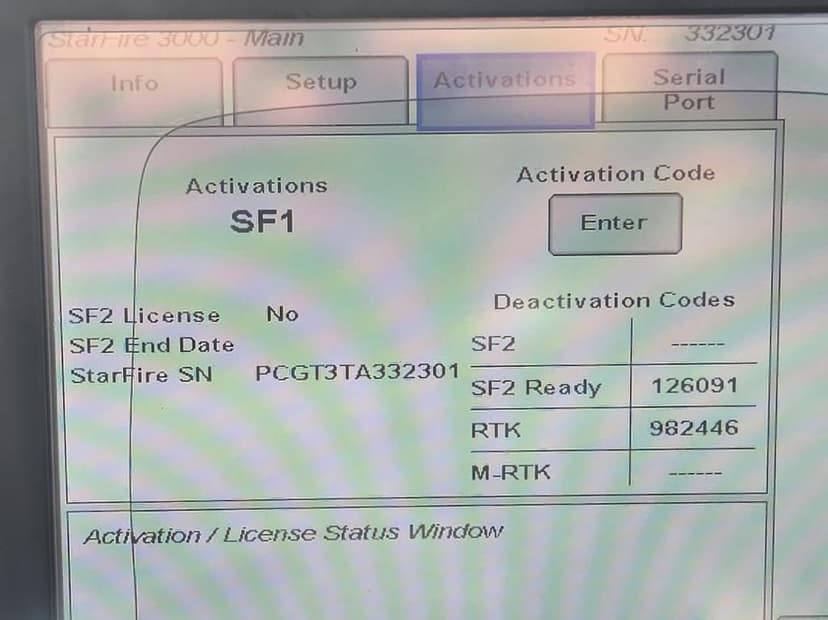 StarFire 3000 - Main SN: 332301
Info Setup Activations Serial Port
Activations
SF1
Activation Code
Enter
SF2 License No
SF2 End Date
StarFire SN PCGT3TA332301
Deactivation Codes
SF2 ------
SF2 Ready 126091
RTK 982446
M-RTK ------
Activation / License Status Window